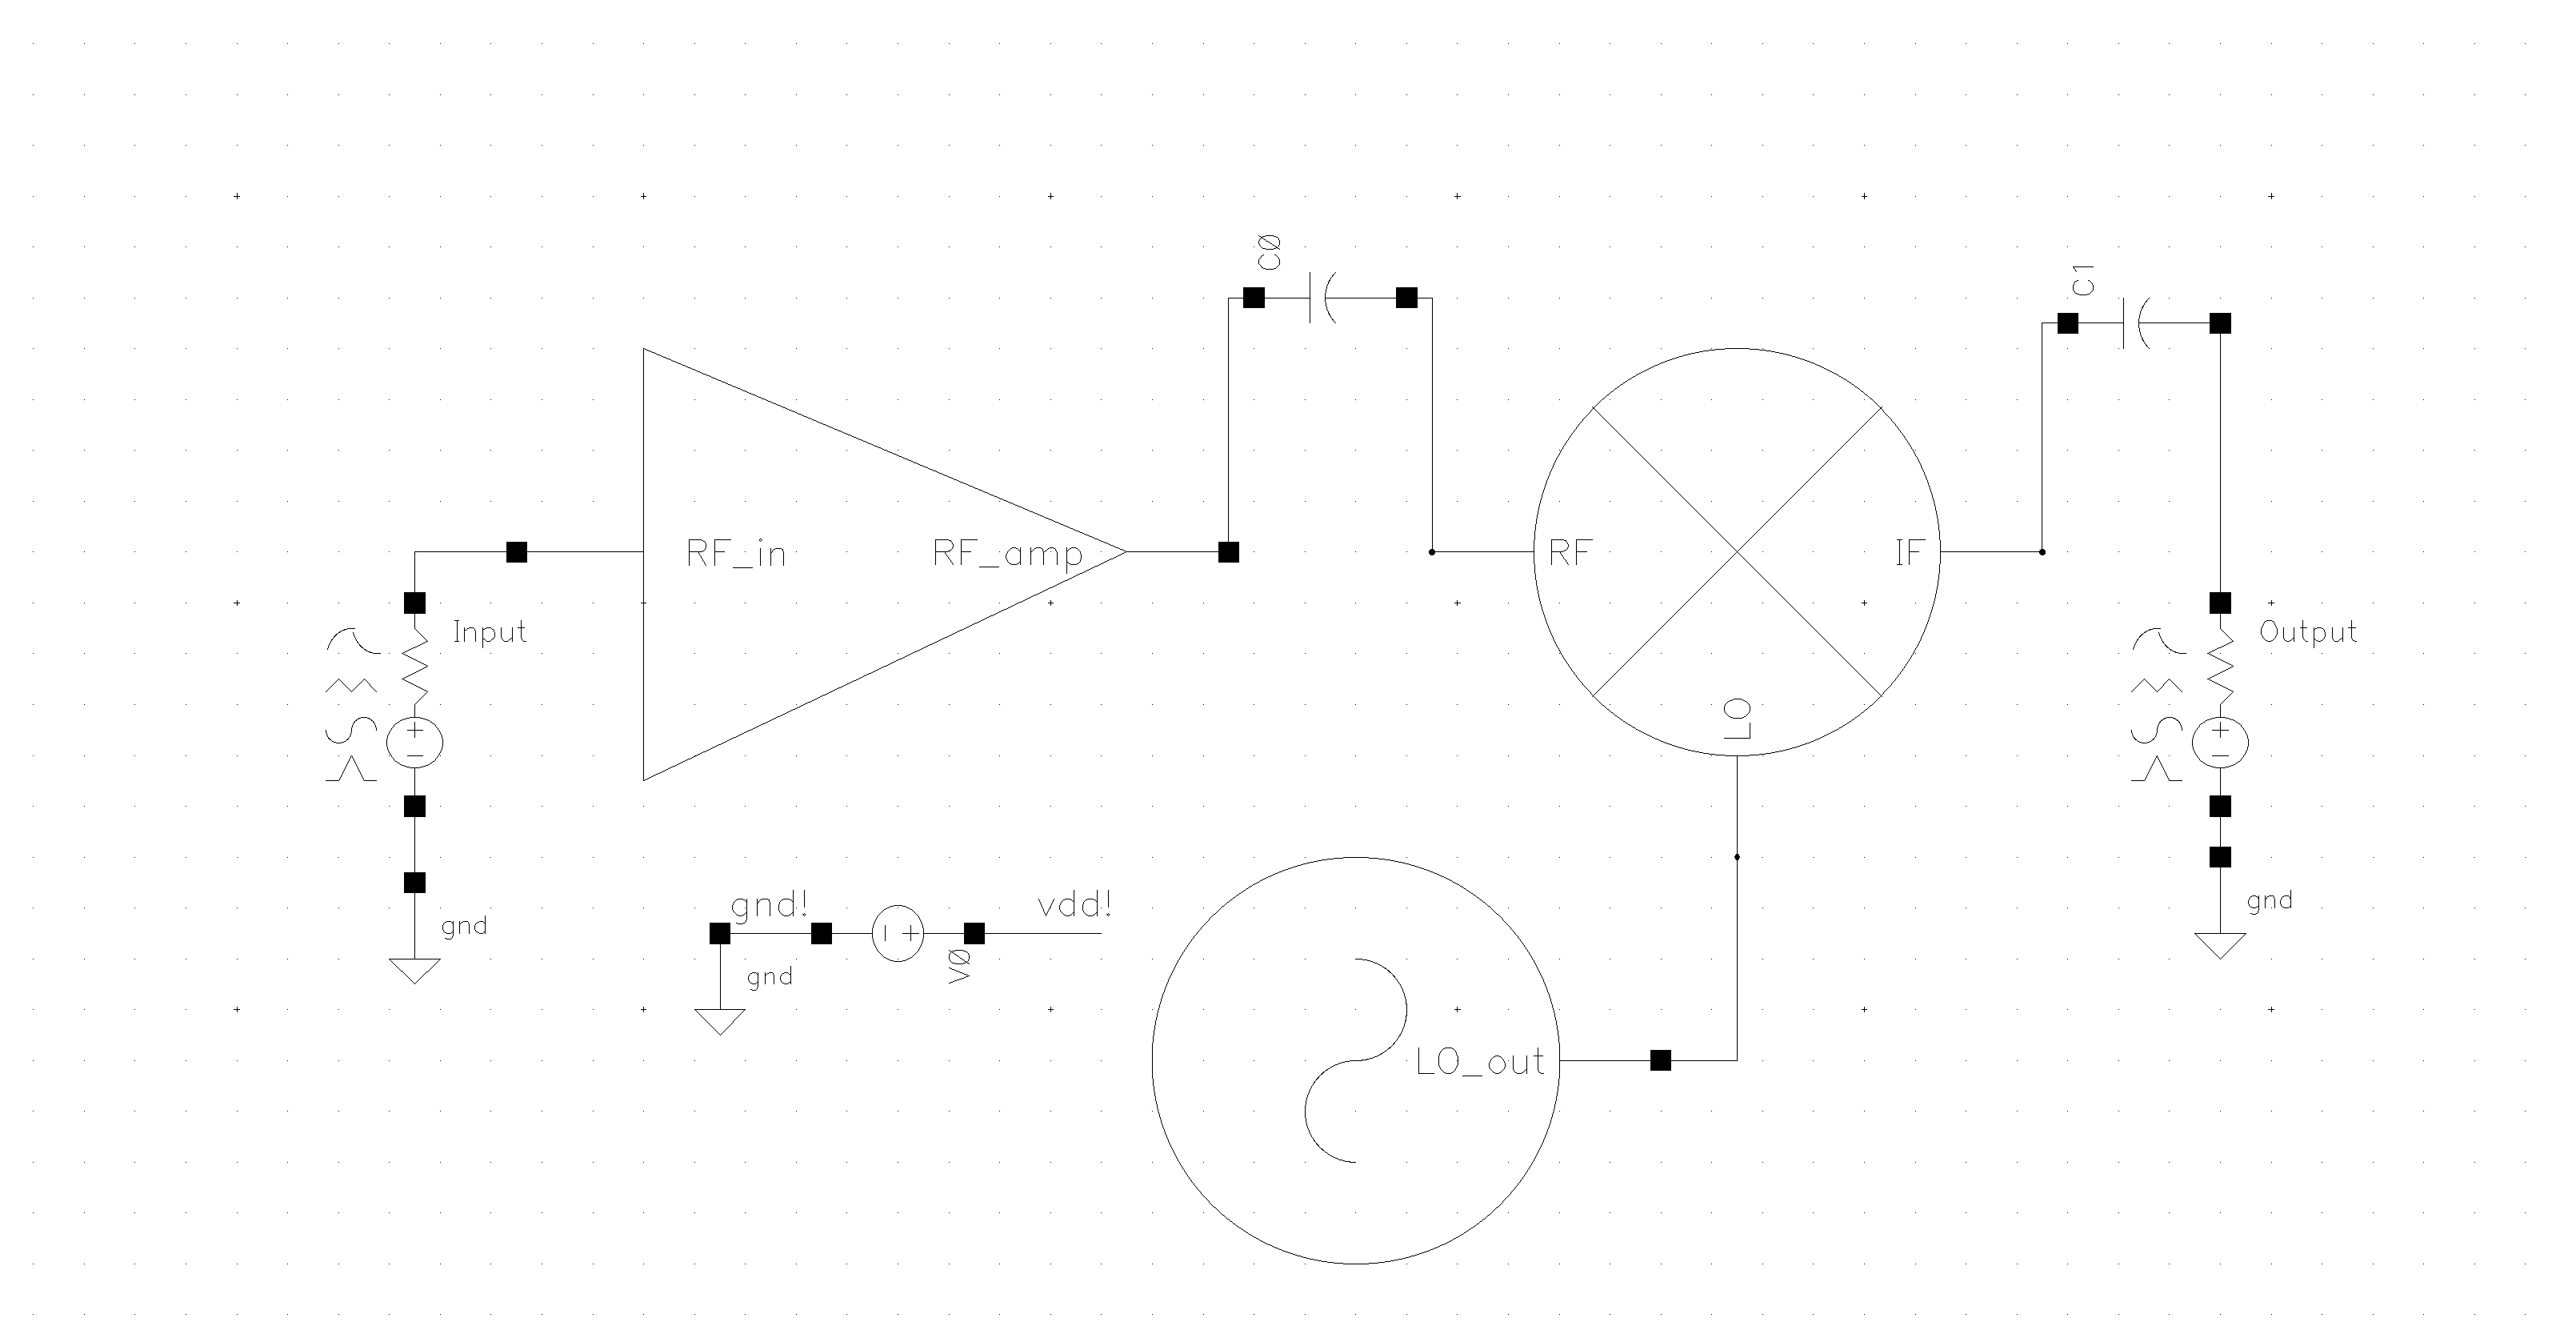 C0
C1
RF_in
RF_amp
RF
IF
LO
Input
Output
gnd!
vdd!
V0
gnd
gnd
gnd
LO_out